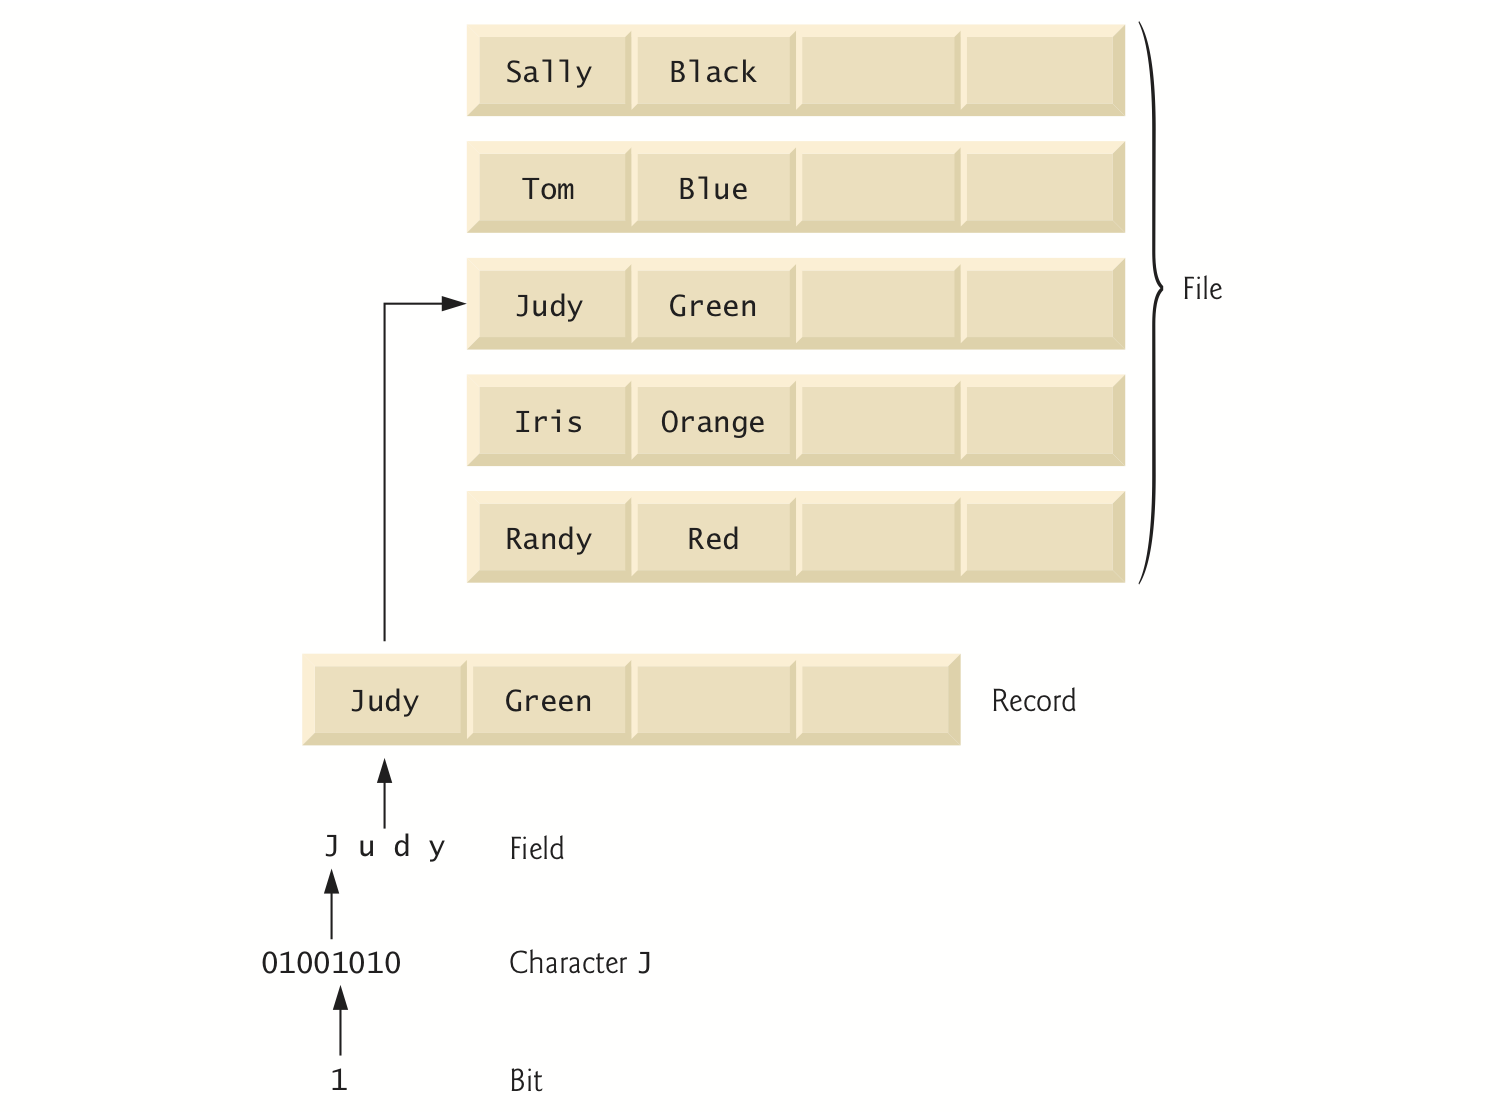 Sally Black
Tom Blue
Judy Green
File
Iris Orange
Randy Red
Judy Green Record
J u d y Field
01001010 Character J
1 Bit